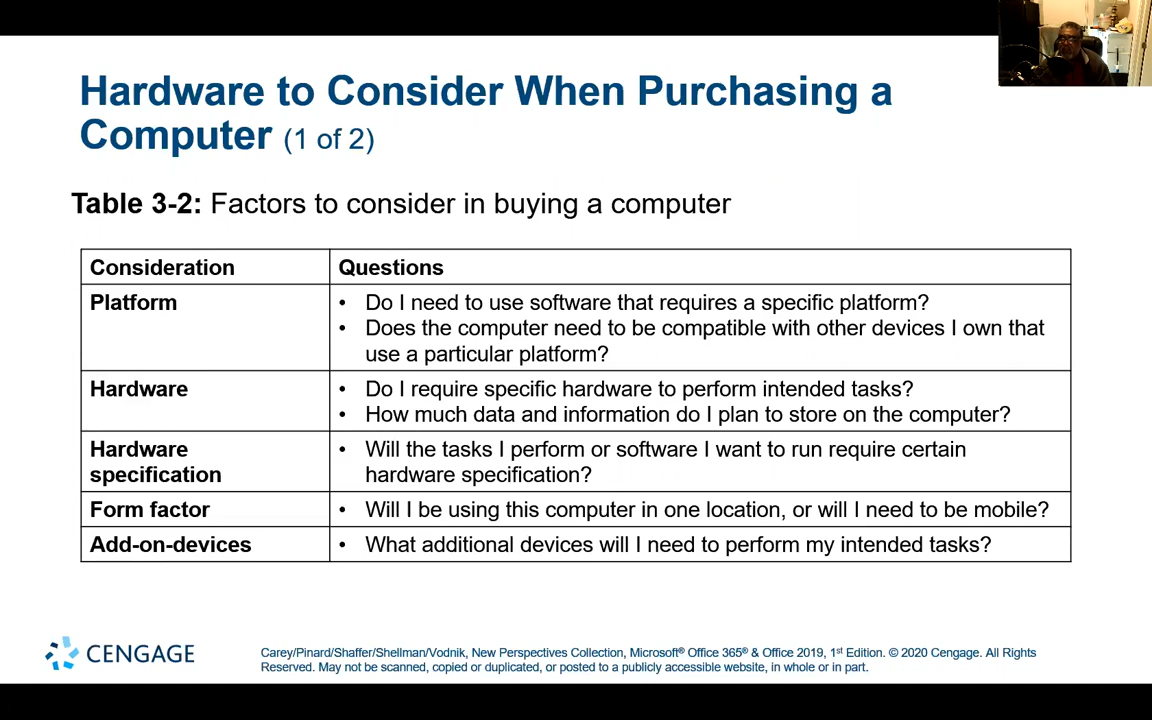 Hardware to Consider When Purchasing a
Computer (1 of 2)
Table 3-2: Factors to consider in buying a computer
Consideration
Questions
Platform
• Do I need to use software that requires a specific platform?
• Does the computer need to be compatible with other devices I own that
use a particular platform?
Hardware
• Do I require specific hardware to perform intended tasks?
• How much data and information do I plan to store on the computer?
Hardware
specification
• Will the tasks I perform or software I want to run require certain
hardware specification?
Form factor
• Will I be using this computer in one location, or will I need to be mobile?
Add-on-devices
• What additional devices will I need to perform my intended tasks?
CENGAGE
Carey/Pinard/Shaffer/Shellman/Vodnik, New Perspectives Collection, Microsoft® Office 365® & Office 2019, 1st Edition. © 2020 Cengage. All Rights
Reserved. May not be scanned, copied or duplicated, or posted to a publicly accessible website, in whole or in part.